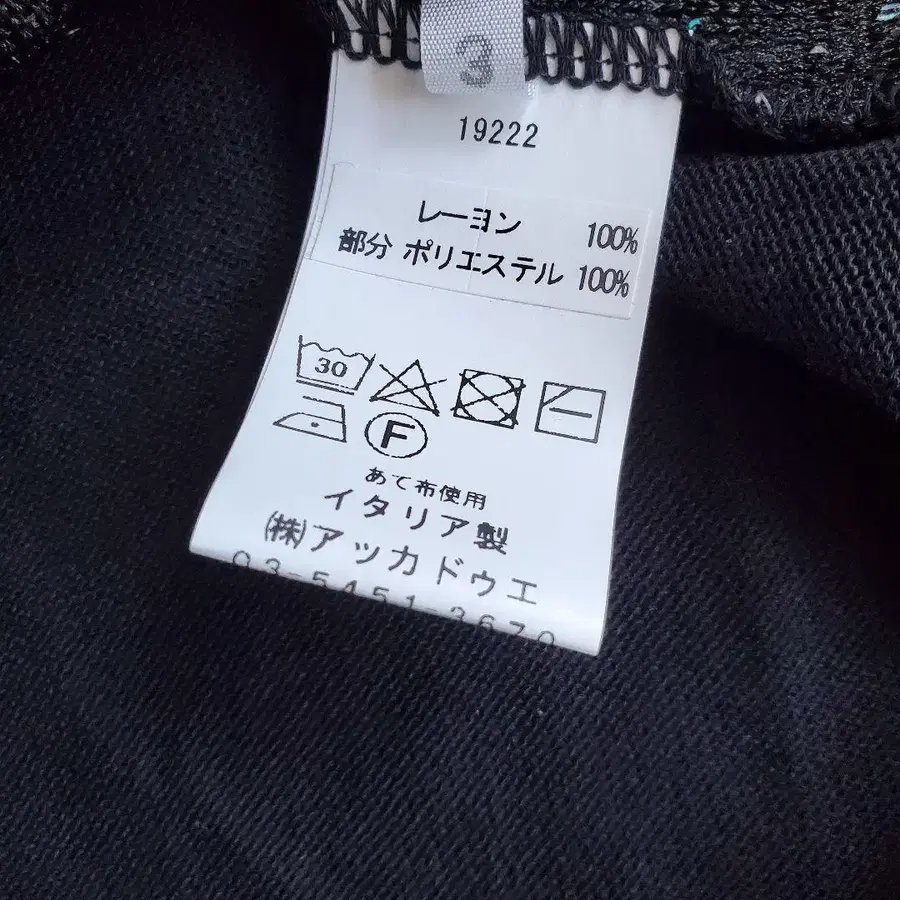 3
19222
レーヨン 100%
部分 ポリエステル 100%
30
F
あて布使用
イタリア製
(株)アッカドゥエ
03-5451-3670